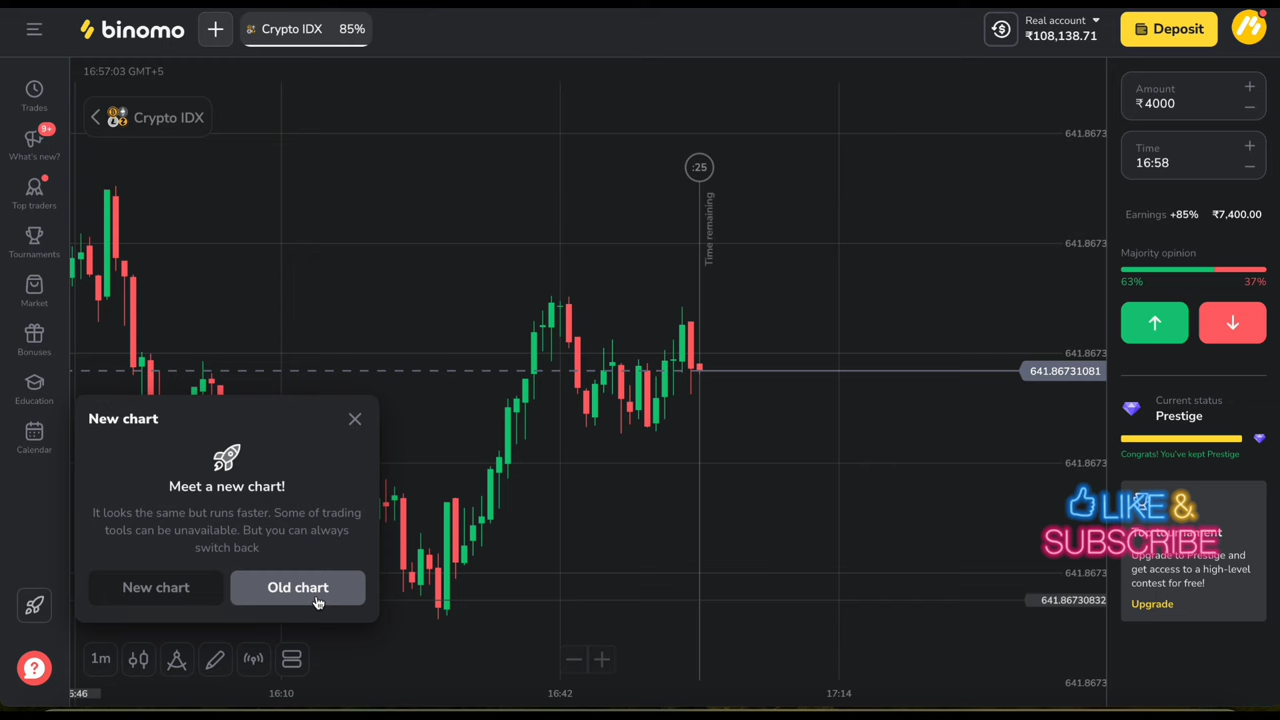 binomo
+
Crypto IDX 85%
Real account
₹108,138.71
Deposit
16:57:03 GMT+5
Crypto IDX
Trades
9+
What's new?
Top traders
Tournaments
Market
Bonuses
Education
Calendar
:25
Time remaining
641.8673
641.8673
641.8673
641.86731081
641.8673
641.8673
641.86730832
641.8673
Amount
₹4000
Time
16:58
Earnings +85% ₹7,400.00
Majority opinion
63% 37%
Current status
Prestige
Congrats! You've kept Prestige
LIKE &
SUBSCRIBE
Top tournament
Upgrade to Prestige and
get access to a high-level
contest for free!
Upgrade
New chart
Meet a new chart!
It looks the same but runs faster. Some of trading
tools can be unavailable. But you can always
switch back
New chart Old chart
1m
5:46 16:10 16:42 17:14